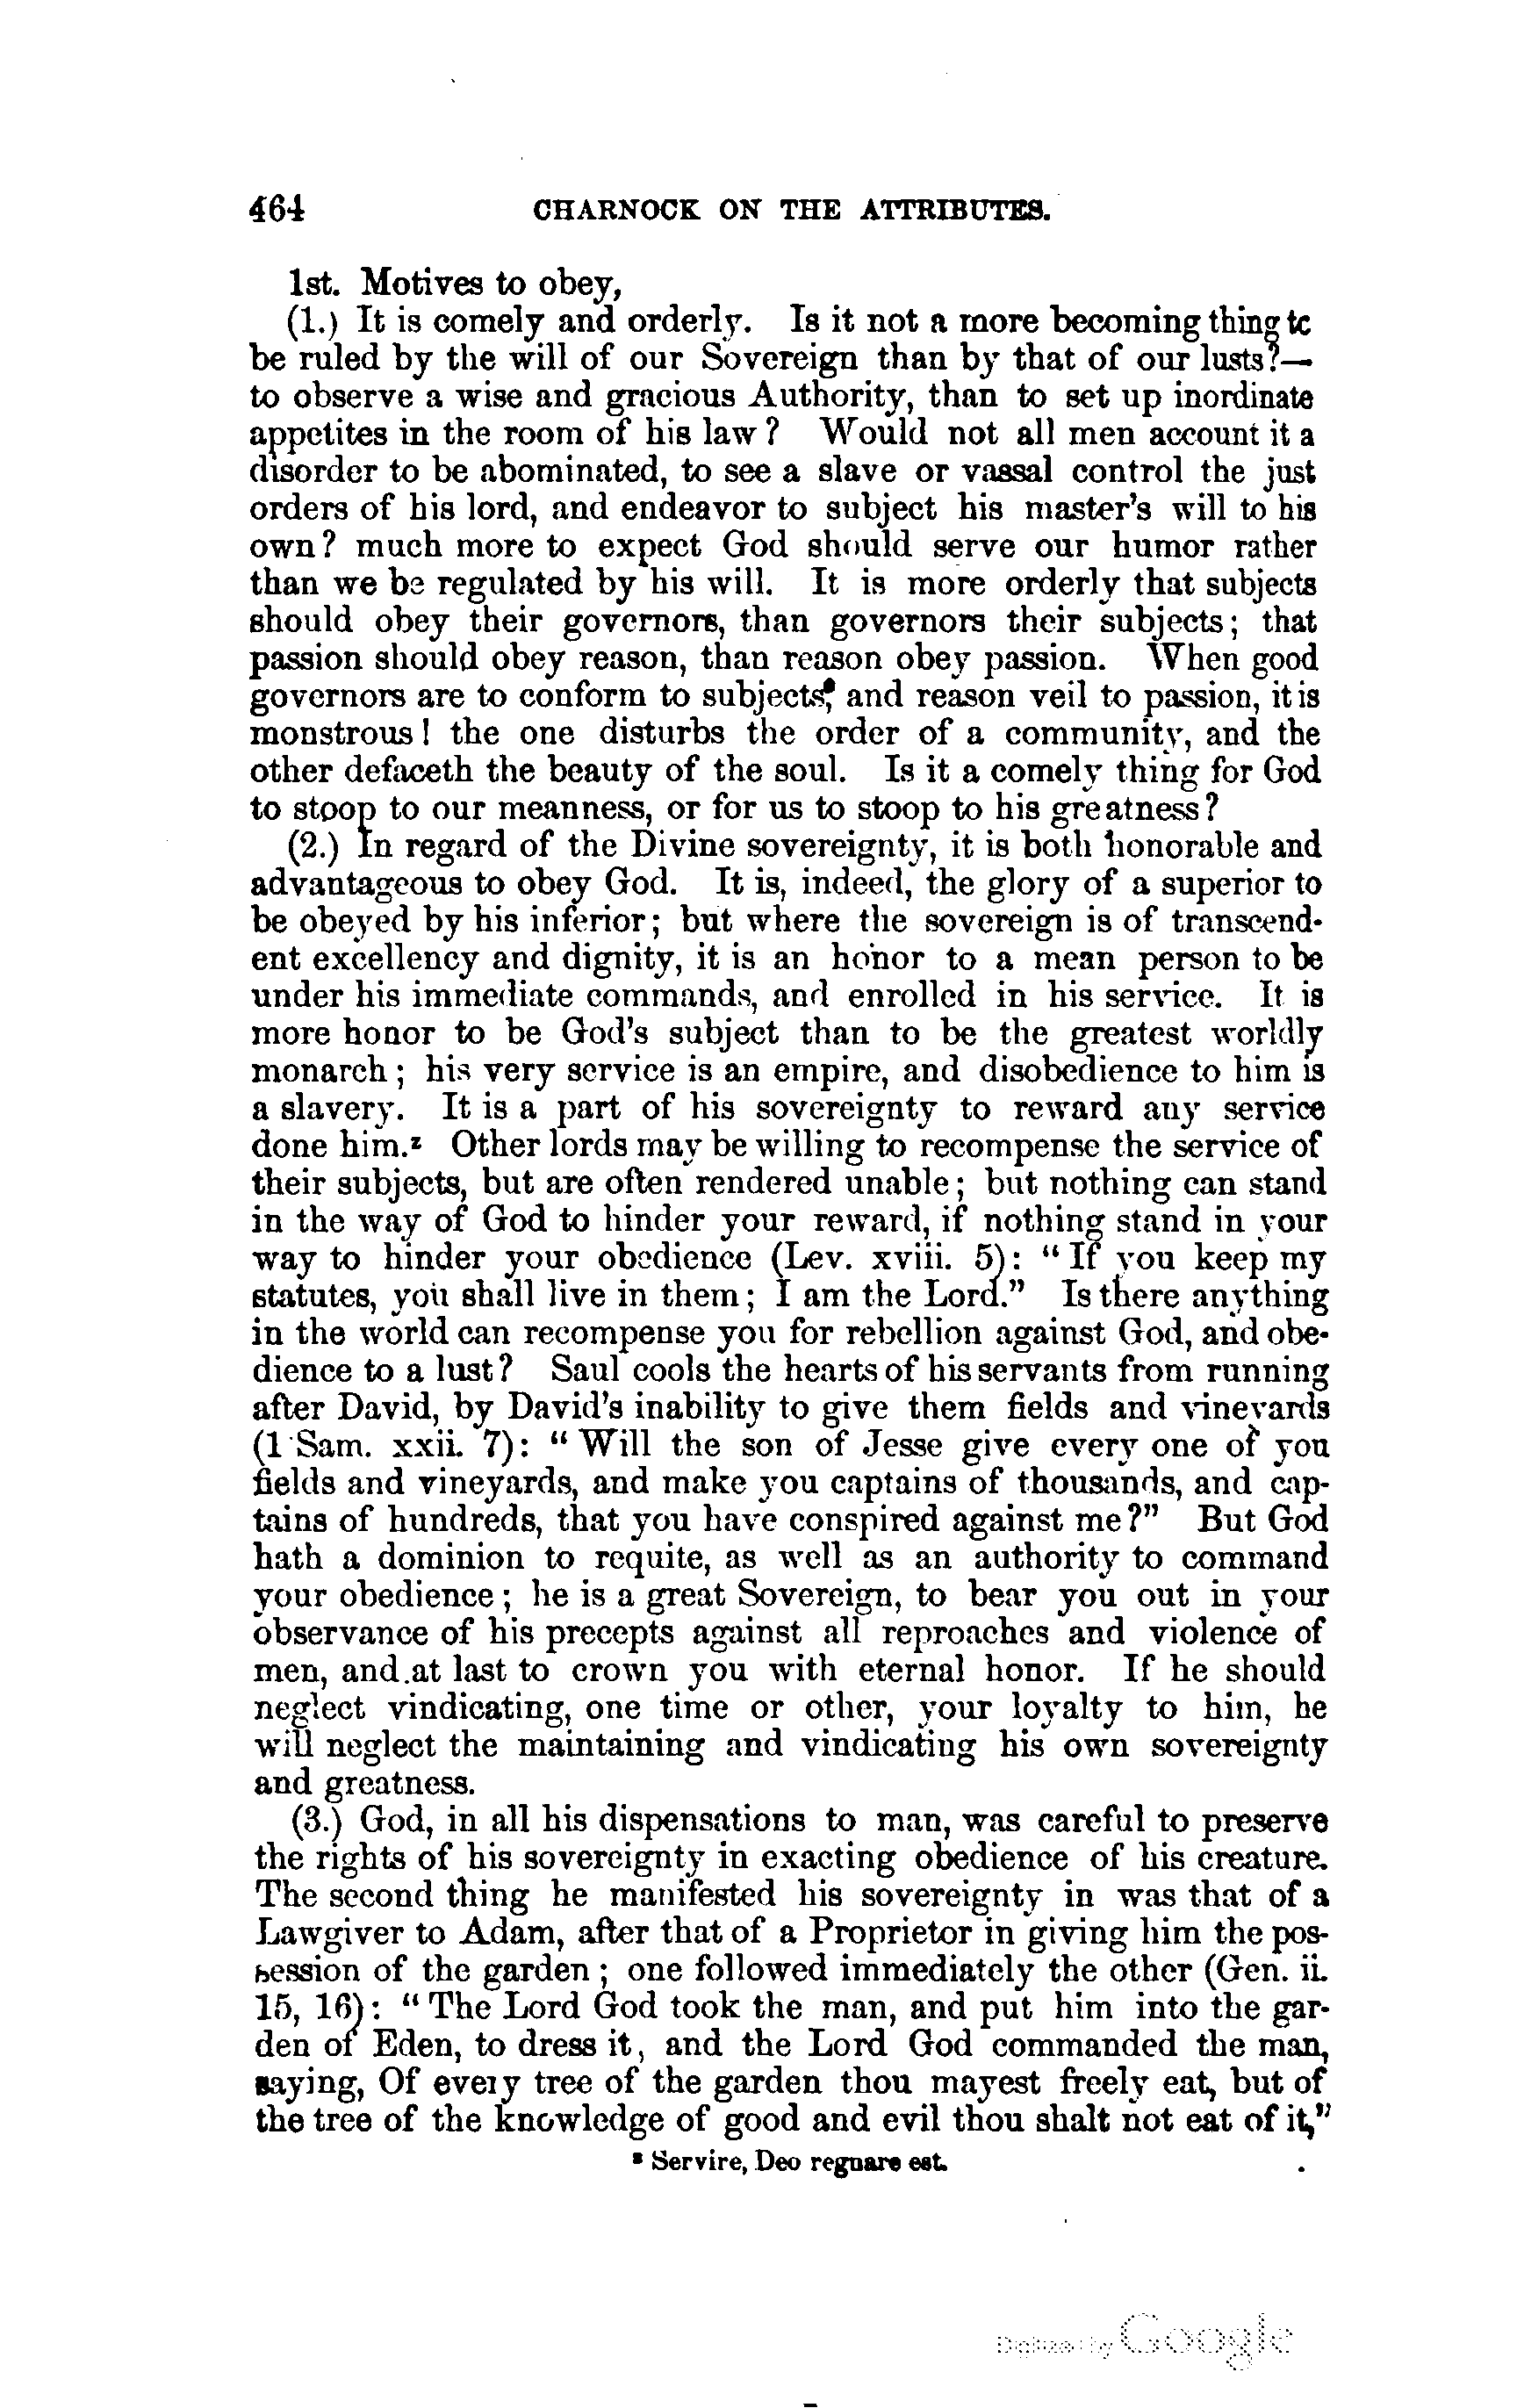 464 CHARNOCK ON THE ATTRIBUTES.
1st. Motives to obey,
(1.) It is comely and orderly. Is it not a more becoming thing to
be ruled by the will of our Sovereign than by that of our lusts?—
to observe a wise and gracious Authority, than to set up inordinate
appetites in the room of his law? Would not all men account it a
disorder to be abominated, to see a slave or vassal control the just
orders of his lord, and endeavor to subject his master's will to his
own? much more to expect God should serve our humor rather
than we be regulated by his will. It is more orderly that subjects
should obey their governors, than governors their subjects; that
passion should obey reason, than reason obey passion. When good
governors are to conform to subjects, and reason veil to passion, it is
monstrous! the one disturbs the order of a community, and the
other defaceth the beauty of the soul. Is it a comely thing for God
to stoop to our meanness, or for us to stoop to his greatness?
(2.) In regard of the Divine sovereignty, it is both honorable and
advantageous to obey God. It is, indeed, the glory of a superior to
be obeyed by his inferior; but where the sovereign is of transcend-
ent excellency and dignity, it is an honor to a mean person to be
under his immediate commands, and enrolled in his service. It is
more honor to be God's subject than to be the greatest worldly
monarch; his very service is an empire, and disobedience to him is
a slavery. It is a part of his sovereignty to reward any service
done him.ᶻ Other lords may be willing to recompense the service of
their subjects, but are often rendered unable; but nothing can stand
in the way of God to hinder your reward, if nothing stand in your
way to hinder your obedience (Lev. xviii. 5): "If you keep my
statutes, you shall live in them; I am the Lord." Is there anything
in the world can recompense you for rebellion against God, and obe-
dience to a lust? Saul cools the hearts of his servants from running
after David, by David's inability to give them fields and vineyards
(1 Sam. xxii. 7): "Will the son of Jesse give every one of you
fields and vineyards, and make you captains of thousands, and cap-
tains of hundreds, that you have conspired against me?" But God
hath a dominion to requite, as well as an authority to command
your obedience; he is a great Sovereign, to bear you out in your
observance of his precepts against all reproaches and violence of
men, and at last to crown you with eternal honor. If he should
neglect vindicating, one time or other, your loyalty to him, he
will neglect the maintaining and vindicating his own sovereignty
and greatness.
(3.) God, in all his dispensations to man, was careful to preserve
the rights of his sovereignty in exacting obedience of his creature.
The second thing he manifested his sovereignty in was that of a
Lawgiver to Adam, after that of a Proprietor in giving him the pos-
session of the garden; one followed immediately the other (Gen. ii.
15, 16): "The Lord God took the man, and put him into the gar-
den of Eden, to dress it, and the Lord God commanded the man,
saying, Of every tree of the garden thou mayest freely eat, but of
the tree of the knowledge of good and evil thou shalt not eat of it,"
ᶻ Servire, Deo regnare est.
Digitized by Google